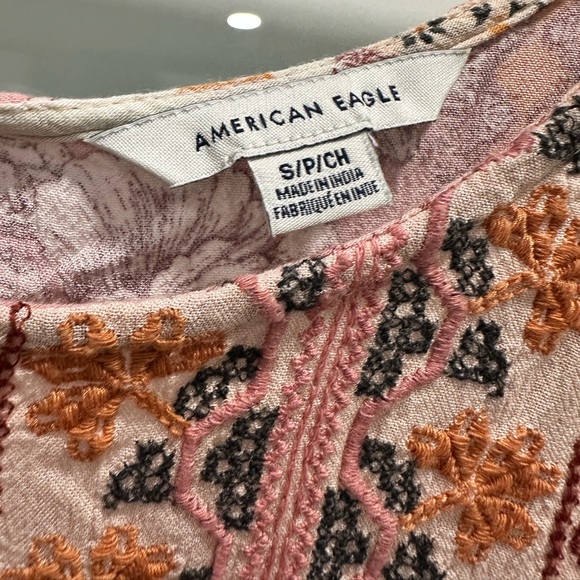 AMERICAN EAGLE
S/P/CH
MADE IN INDIA
FABRIQUÉ EN INDE